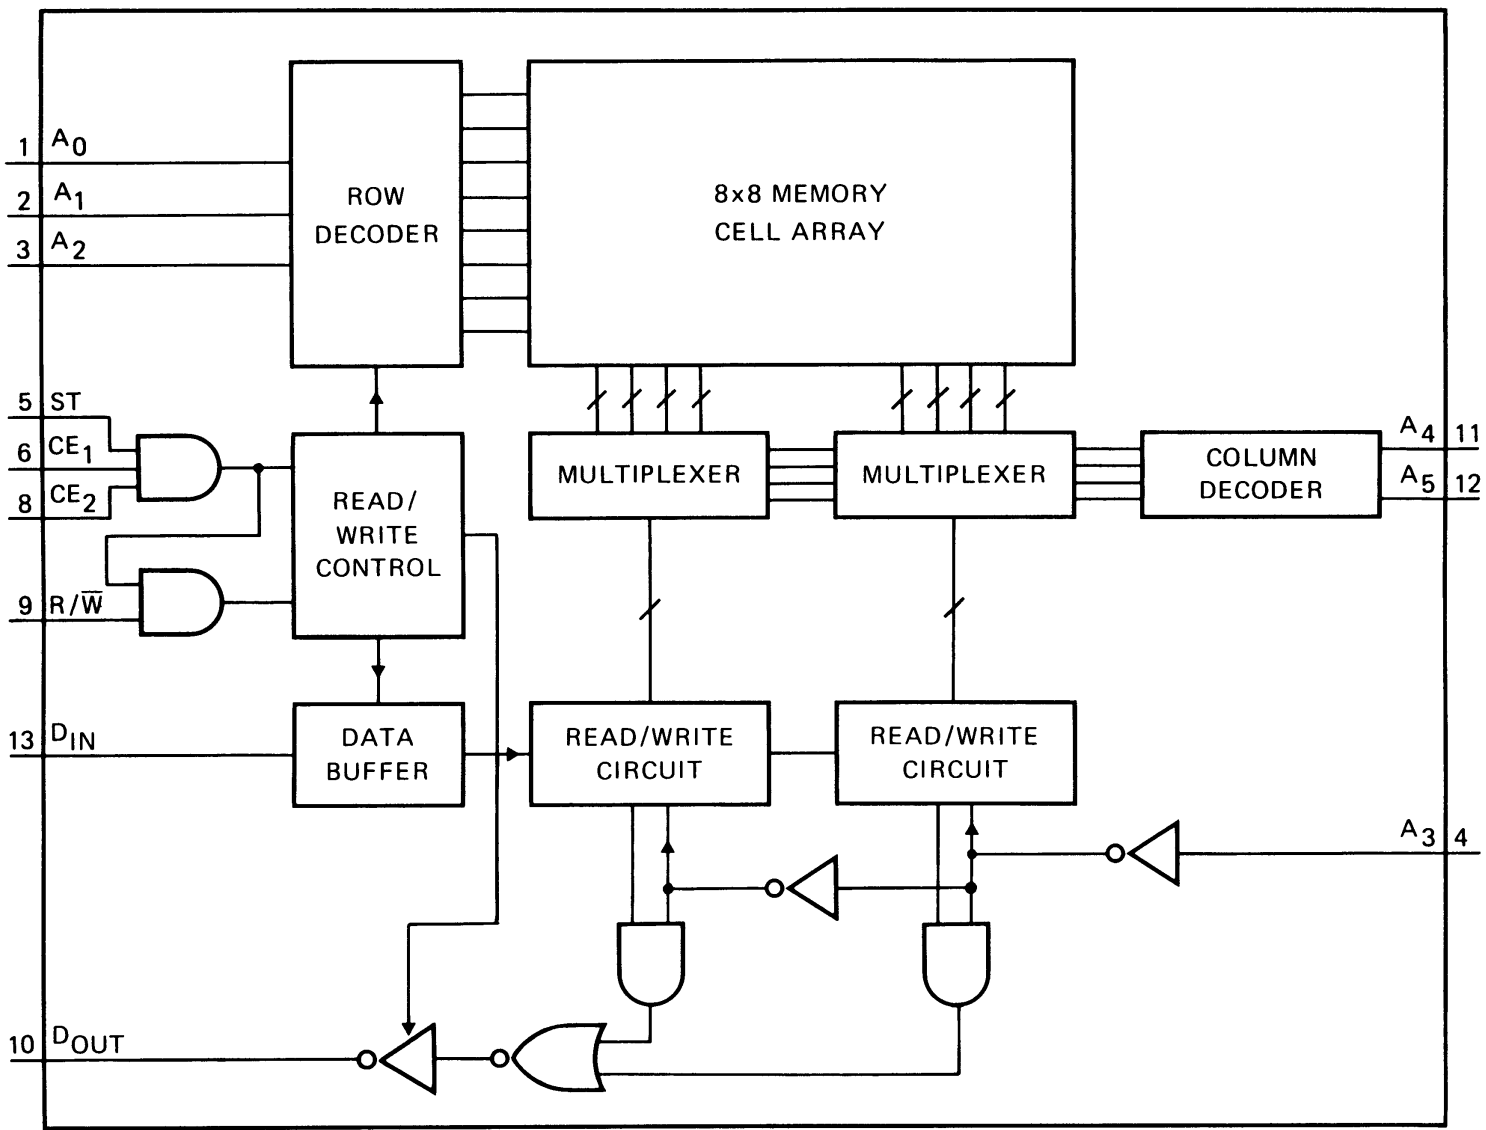 1 A0
2 A1
3 A2
ROW
DECODER
8x8 MEMORY
CELL ARRAY
5 ST
6 CE1
8 CE2
9 R/W̅
READ/
WRITE
CONTROL
MULTIPLEXER
MULTIPLEXER
COLUMN
DECODER
A4 11
A5 12
13 DIN
DATA
BUFFER
READ/WRITE
CIRCUIT
READ/WRITE
CIRCUIT
A3 4
10 DOUT